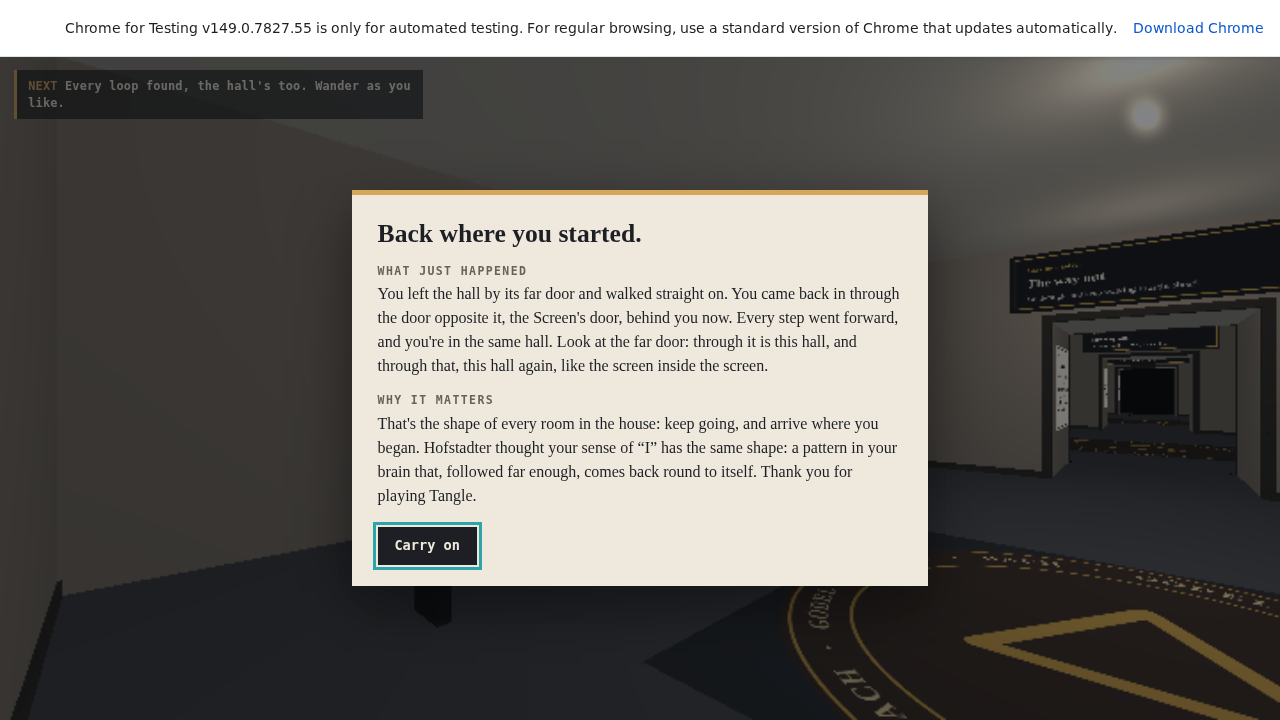 Chrome for Testing v149.0.7827.55 is only for automated testing. For regular browsing, use a standard version of Chrome that updates automatically. Download Chrome
NEXT Every loop found, the hall's too. Wander as you
like.
Back where you started.
WHAT JUST HAPPENED
You left the hall by its far door and walked straight on. You came back in through
the door opposite it, the Screen's door, behind you now. Every step went forward,
and you're in the same hall. Look at the far door: through it is this hall, and
through that, this hall again, like the screen inside the screen.
WHY IT MATTERS
That's the shape of every room in the house: keep going, and arrive where you
began. Hofstadter thought your sense of “I” has the same shape: a pattern in your
brain that, followed far enough, comes back round to itself. Thank you for
playing Tangle.
Carry on
The way out